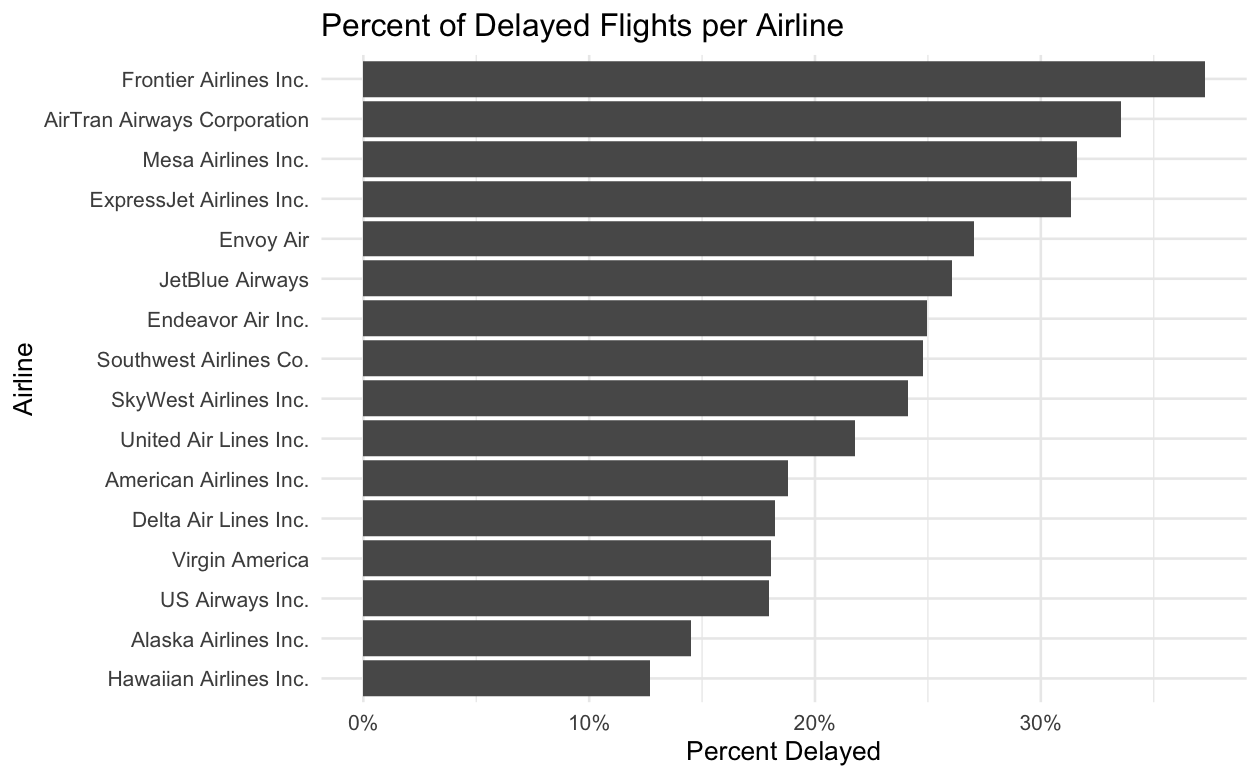 Percent of Delayed Flights per Airline
Frontier Airlines Inc.
AirTran Airways Corporation
Mesa Airlines Inc.
ExpressJet Airlines Inc.
Envoy Air
JetBlue Airways
Endeavor Air Inc.
Southwest Airlines Co.
SkyWest Airlines Inc.
United Air Lines Inc.
American Airlines Inc.
Delta Air Lines Inc.
Virgin America
US Airways Inc.
Alaska Airlines Inc.
Hawaiian Airlines Inc.
Airline
0% 10% 20% 30%
Percent Delayed